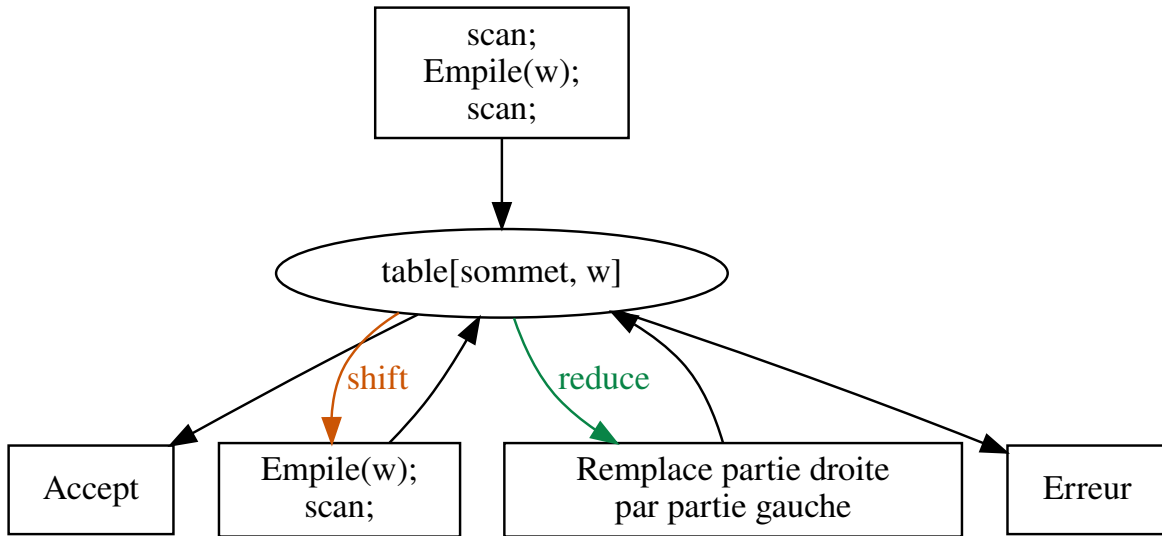 scan;
Empile(w);
scan;
table[sommet, w]
shift
reduce
Accept
Empile(w);
scan;
Remplace partie droite
par partie gauche
Erreur